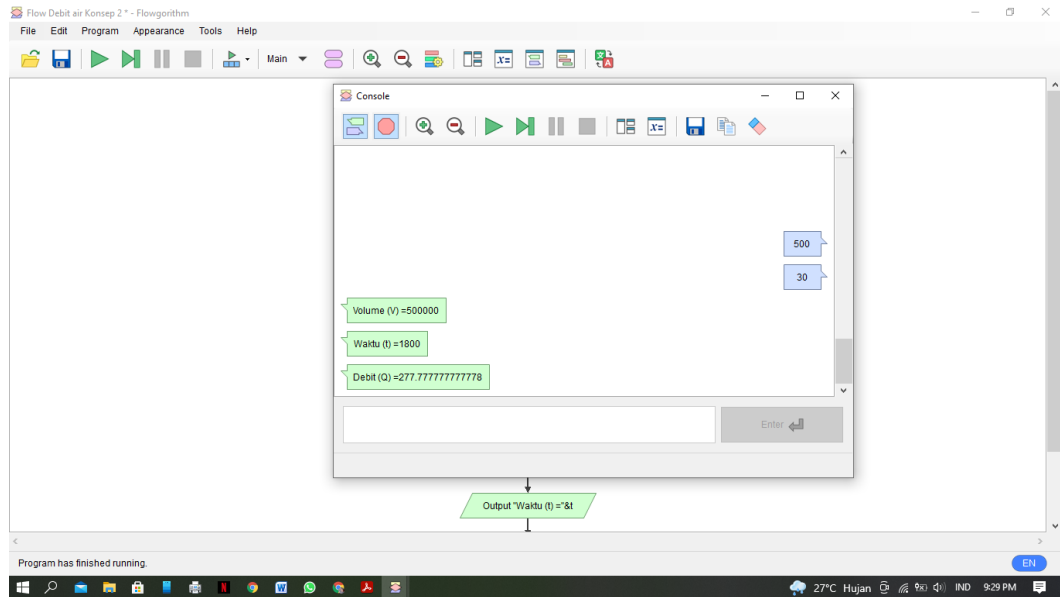 Flow Debit air Konsep 2 * - Flowgorithm
File Edit Program Appearance Tools Help
Main
x=
Console
x=
500
30
Volume (V) =500000
Waktu (t) =1800
Debit (Q) =277.777777777778
Enter
Output "Waktu (t) ="&t
Program has finished running.
EN
27°C Hujan IND 9:29 PM